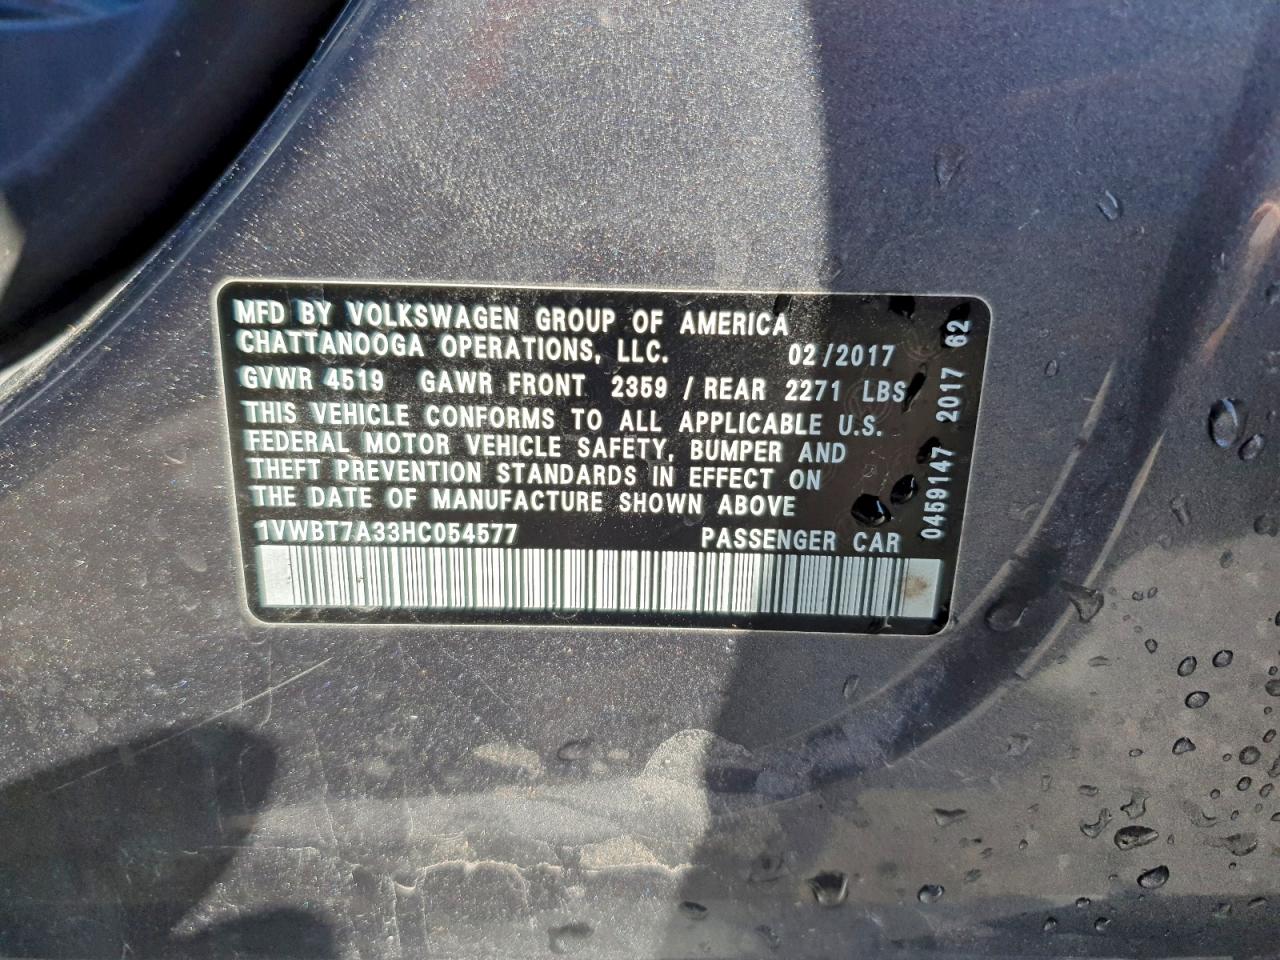 MFD BY VOLKSWAGEN GROUP OF AMERICA
CHATTANOOGA OPERATIONS, LLC. 02/2017
GVWR 4519 GAWR FRONT 2359 / REAR 2271 LBS
THIS VEHICLE CONFORMS TO ALL APPLICABLE U.S.
FEDERAL MOTOR VEHICLE SAFETY, BUMPER AND
THEFT PREVENTION STANDARDS IN EFFECT ON
THE DATE OF MANUFACTURE SHOWN ABOVE
1VWBT7A33HC054577 PASSENGER CAR
0459147 2017 62